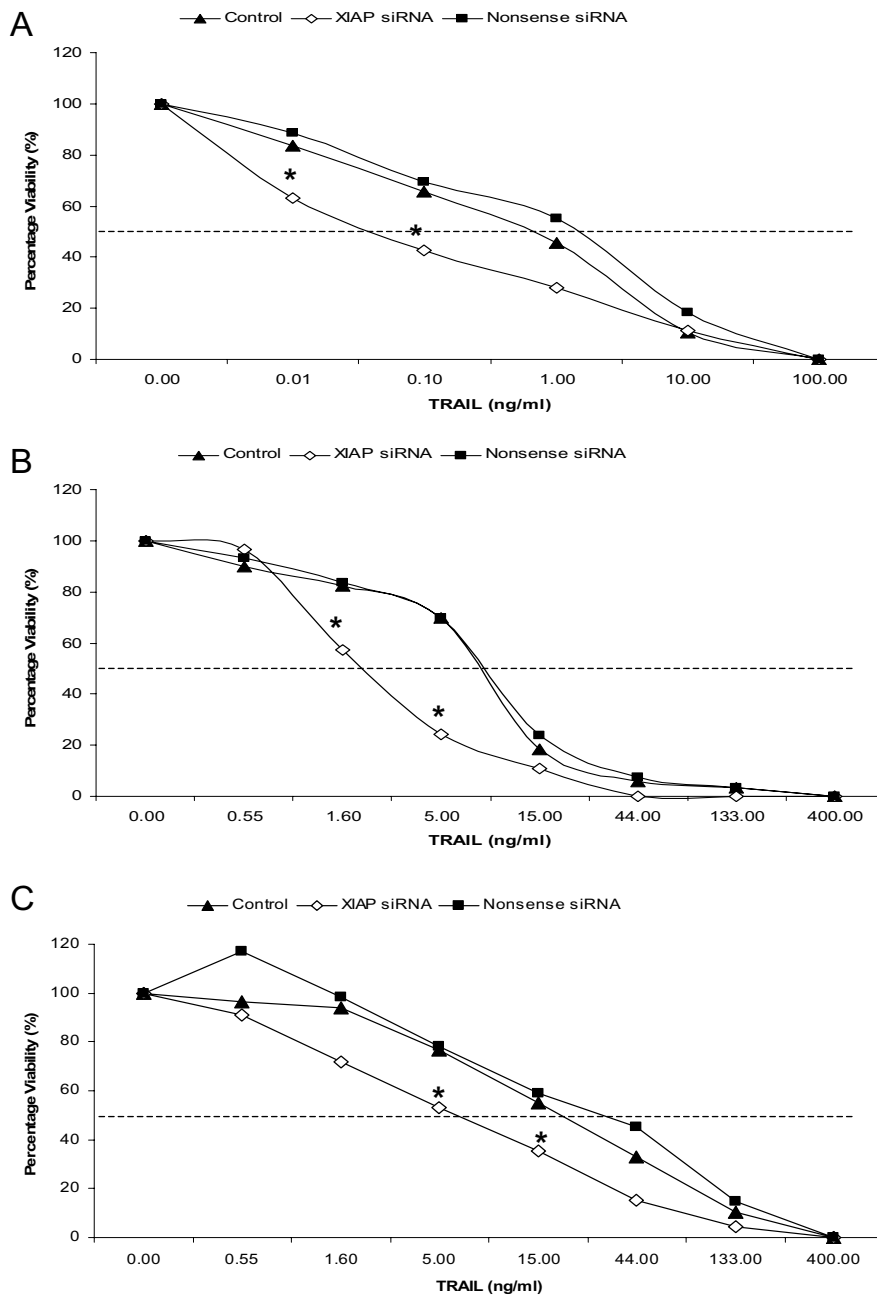 A
Control XIAP siRNA Nonsense siRNA
120
100
80
60
40
20
0
Percentage Viability (%)
*
*
0.00 0.01 0.10 1.00 10.00 100.00
TRAIL (ng/ml)
B
Control XIAP siRNA Nonsense siRNA
120
100
80
60
40
20
0
Percentage Viability (%)
*
*
0.00 0.55 1.60 5.00 15.00 44.00 133.00 400.00
TRAIL (ng/ml)
C
Control XIAP siRNA Nonsense siRNA
120
100
80
60
40
20
0
Percentage Viability (%)
*
*
0.00 0.55 1.60 5.00 15.00 44.00 133.00 400.00
TRAIL (ng/ml)